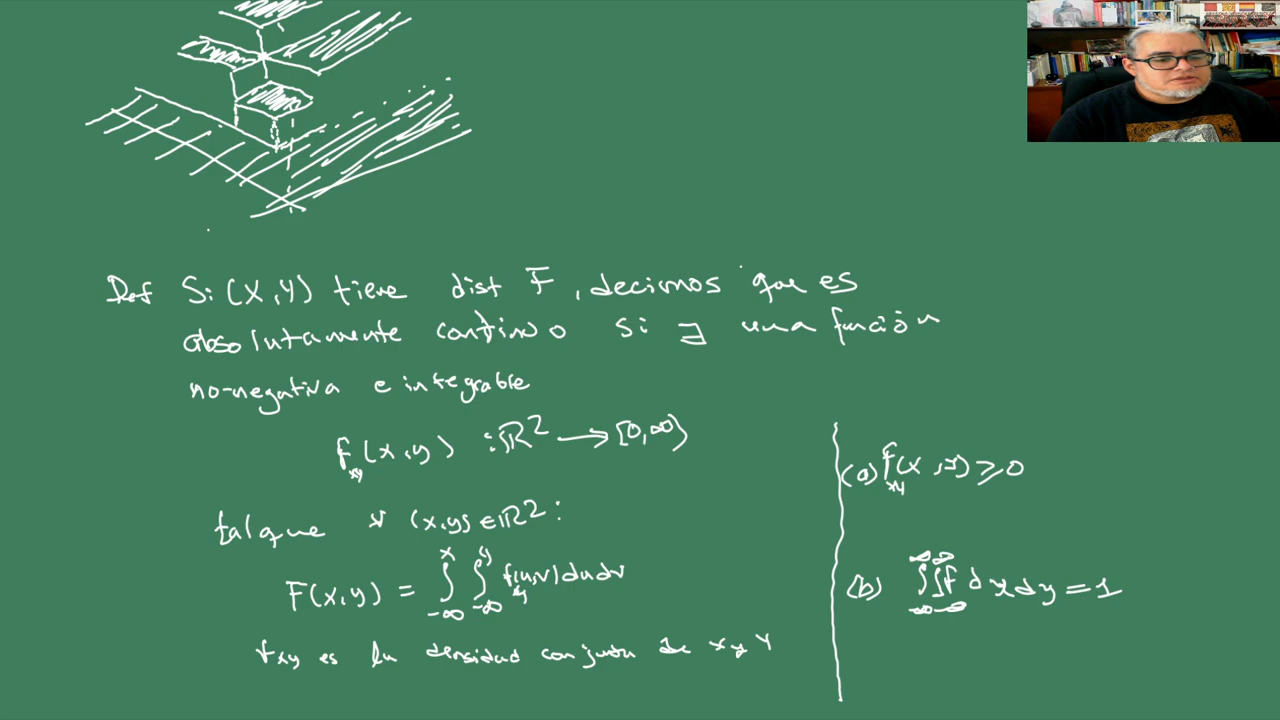 Def Si (X,Y) tiene dist F, decimos que es
absolutamente continuo si ∃ una función
no-negativa e integrable
f_xy(x,y) : ℝ² → [0,∞)
tal que ∀ (x,y) ∈ ℝ² :
F(x,y) = ∫_{-∞}^{x} ∫_{-∞}^{y} f_xy(u,v) du dv
f_xy es la densidad conjunta de X y Y
(a) f_xy(x,y) ≥ 0
(b) ∫_{-∞}^{∞} ∫_{-∞}^{∞} f dx dy = 1